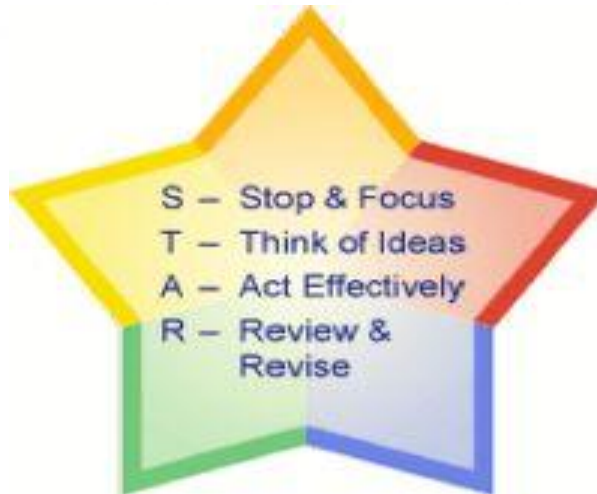 S – Stop & Focus
T – Think of Ideas
A – Act Effectively
R – Review &
Revise